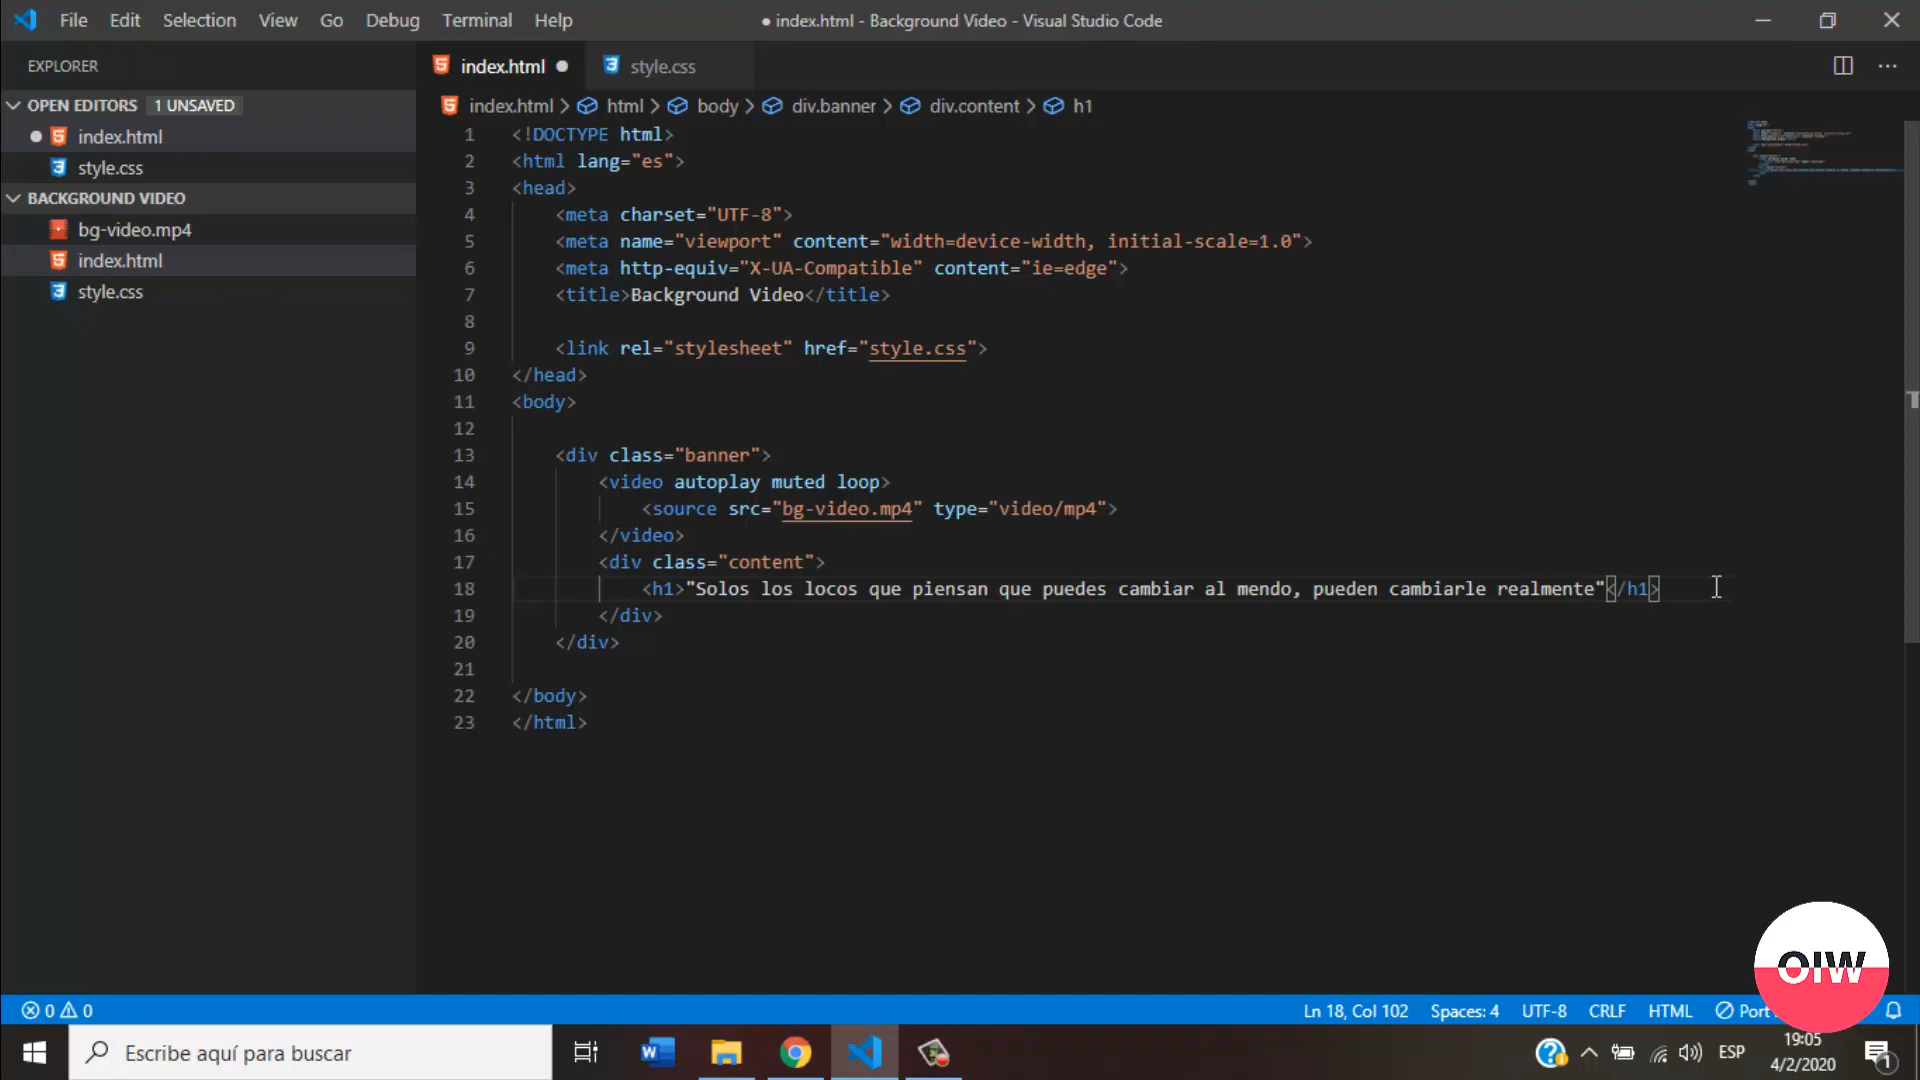 File Edit Selection View Go Debug Terminal Help ● index.html - Background Video - Visual Studio Code
EXPLORER
index.html ●
style.css
OPEN EDITORS 1 UNSAVED
index.html > html > body > div.banner > div.content > h1
● index.html
style.css
BACKGROUND VIDEO
bg-video.mp4
index.html
style.css
1 <!DOCTYPE html>
2 <html lang="es">
3 <head>
4 <meta charset="UTF-8">
5 <meta name="viewport" content="width=device-width, initial-scale=1.0">
6 <meta http-equiv="X-UA-Compatible" content="ie=edge">
7 <title>Background Video</title>
8
9 <link rel="stylesheet" href="style.css">
10 </head>
11 <body>
12
13 <div class="banner">
14 <video autoplay muted loop>
15 <source src="bg-video.mp4" type="video/mp4">
16 </video>
17 <div class="content">
18 <h1>"Solos los locos que piensan que puedes cambiar al mendo, pueden cambiarle realmente"</h1>
19 </div>
20 </div>
21
22 </body>
23 </html>
OIW
0 0 Ln 18, Col 102 Spaces: 4 UTF-8 CRLF HTML Port
Escribe aquí para buscar
ESP
19:05
4/2/2020
1